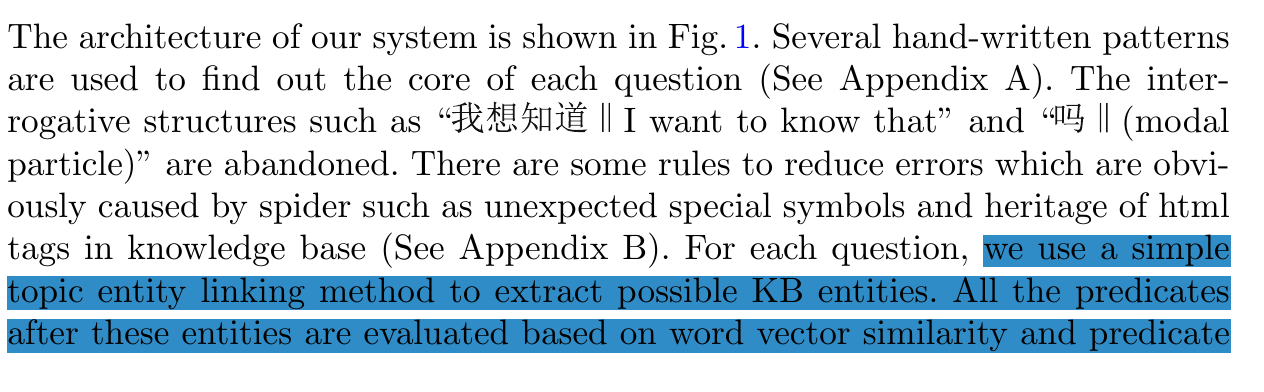 The architecture of our system is shown in Fig. 1. Several hand-written patterns
are used to find out the core of each question (See Appendix A). The inter-
rogative structures such as “我想知道 ∥ I want to know that” and “吗 ∥ (modal
particle)” are abandoned. There are some rules to reduce errors which are obvi-
ously caused by spider such as unexpected special symbols and heritage of html
tags in knowledge base (See Appendix B). For each question, we use a simple
topic entity linking method to extract possible KB entities. All the predicates
after these entities are evaluated based on word vector similarity and predicate